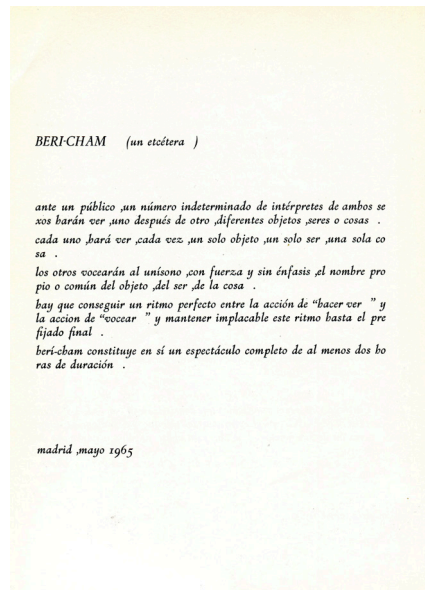 BERI-CHAM (un etcétera )
ante un público ,un número indeterminado de intérpretes de ambos se
xos harán ver ,uno después de otro ,diferentes objetos ,seres o cosas .
cada uno ,hará ver ,cada vez ,un solo objeto ,un solo ser ,una sola co
sa .
los otros vocearán al unísono ,con fuerza y sin énfasis ,el nombre pro
pio o común del objeto ,del ser ,de la cosa .
hay que conseguir un ritmo perfecto entre la acción de “hacer ver ” y
la accion de “vocear ” y mantener implacable este ritmo hasta el pre
fijado final .
berí-cham constituye en sí un espectáculo completo de al menos dos ho
ras de duración .
madrid ,mayo 1965